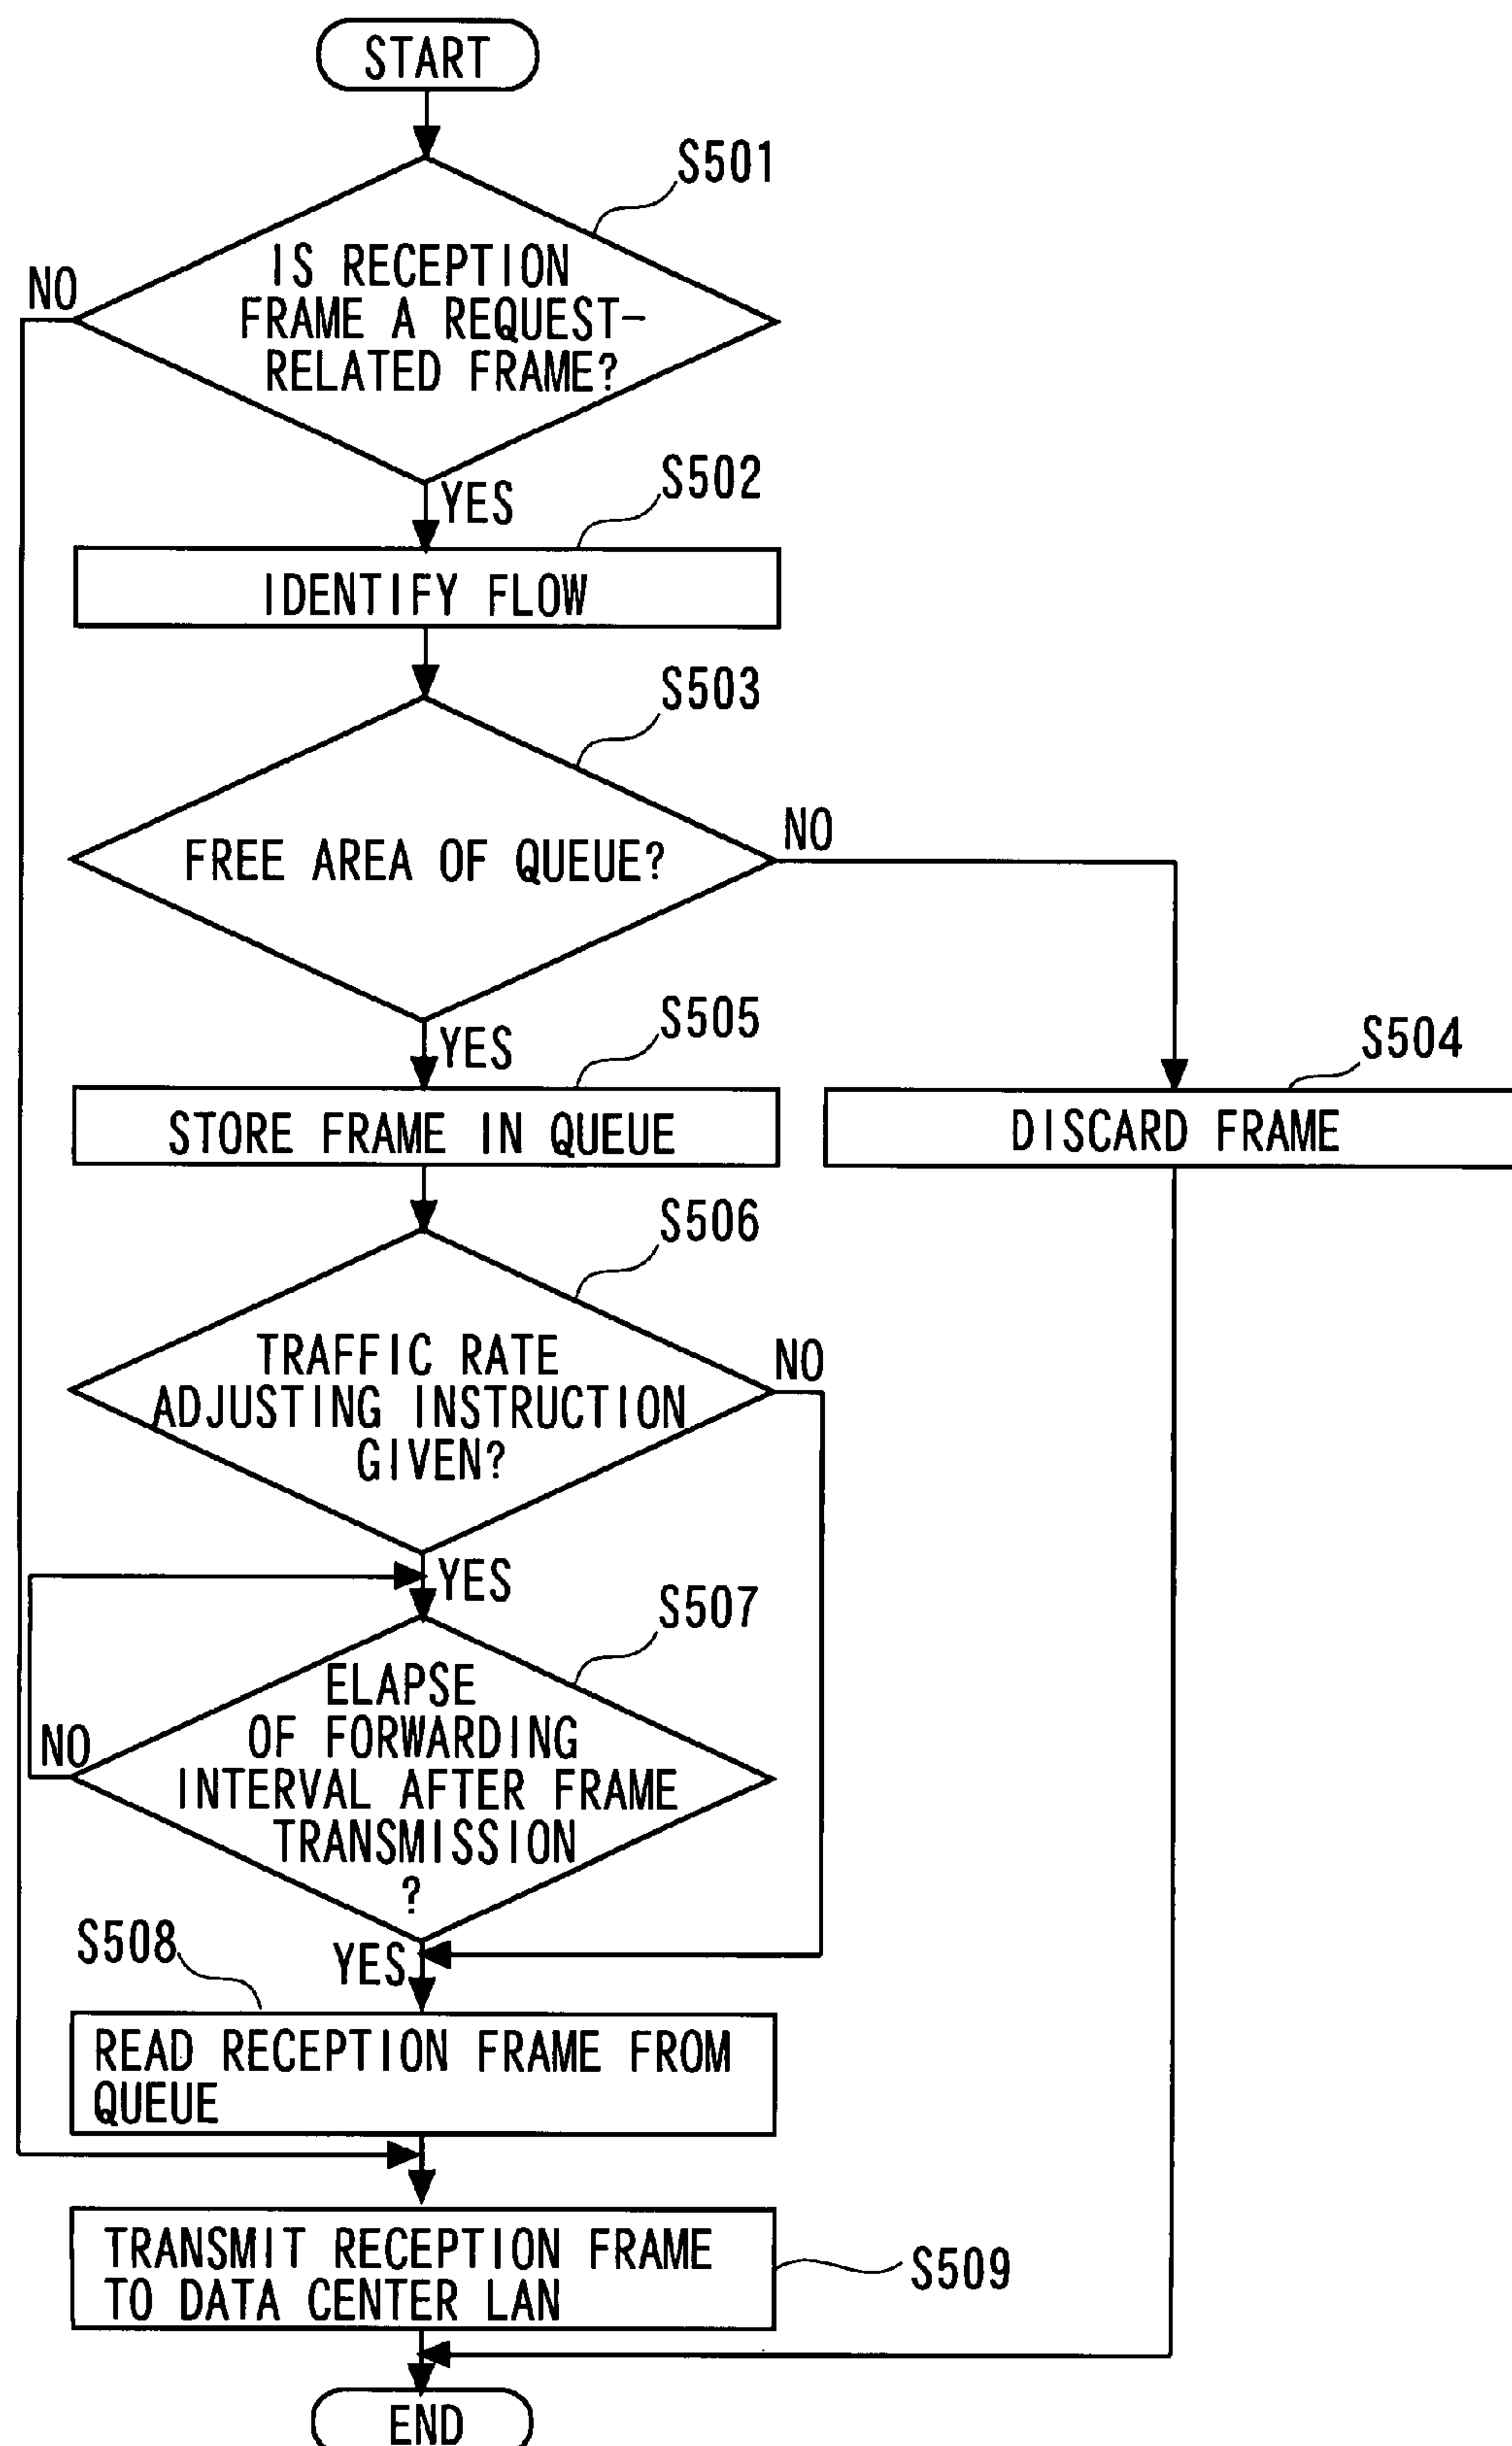 START
S501
IS RECEPTION
FRAME A REQUEST-
RELATED FRAME?
NO
YES
S502
IDENTIFY FLOW
S503
FREE AREA OF QUEUE?
NO
YES
S505
S504
STORE FRAME IN QUEUE
DISCARD FRAME
S506
TRAFFIC RATE
ADJUSTING INSTRUCTION
GIVEN?
NO
YES
S507
ELAPSE
OF FORWARDING
INTERVAL AFTER FRAME
TRANSMISSION
?
NO
YES
S508
READ RECEPTION FRAME FROM
QUEUE
TRANSMIT RECEPTION FRAME
TO DATA CENTER LAN
S509
END